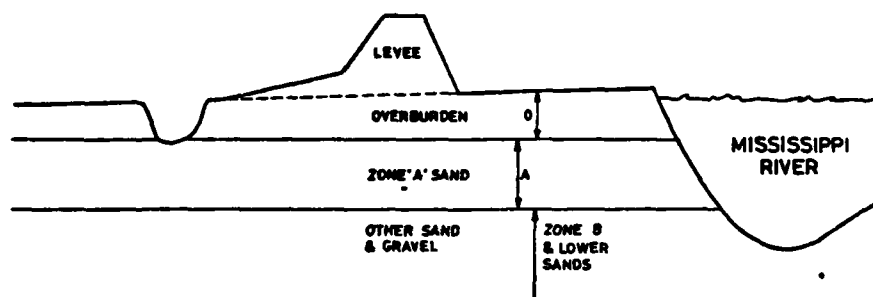 LEVEE
OVERBURDEN
O
MISSISSIPPI
RIVER
ZONE "A" SAND
A
OTHER SAND
& GRAVEL
ZONE B
& LOWER
SANDS